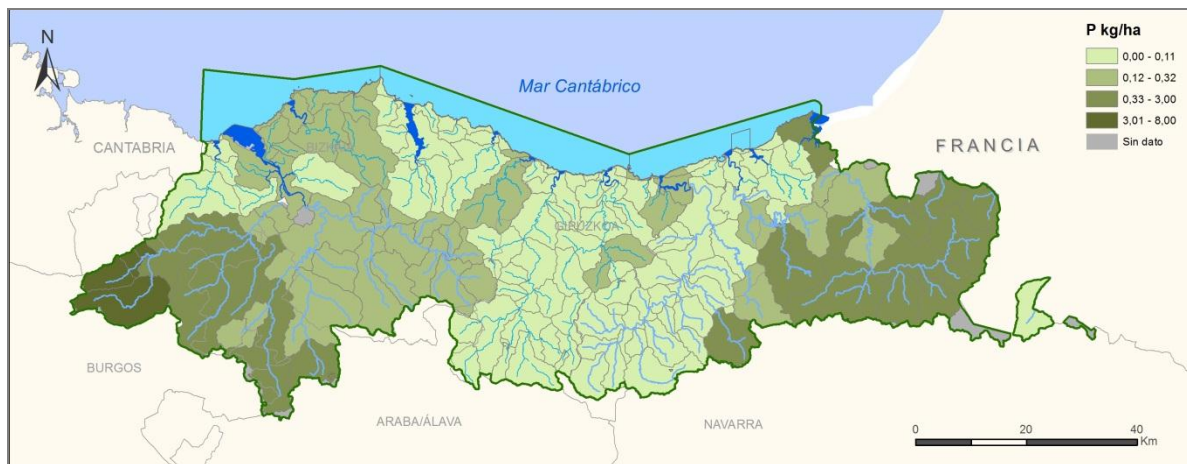 N
Mar Cantábrico
P kg/ha
0,00 - 0,11
0,12 - 0,32
0,33 - 3,00
3,01 - 8,00
Sin dato
CANTABRIA
BIZKAIA
FRANCIA
GIPUZKOA
BURGOS
ARABA/ÁLAVA
NAVARRA
0 20 40
Km